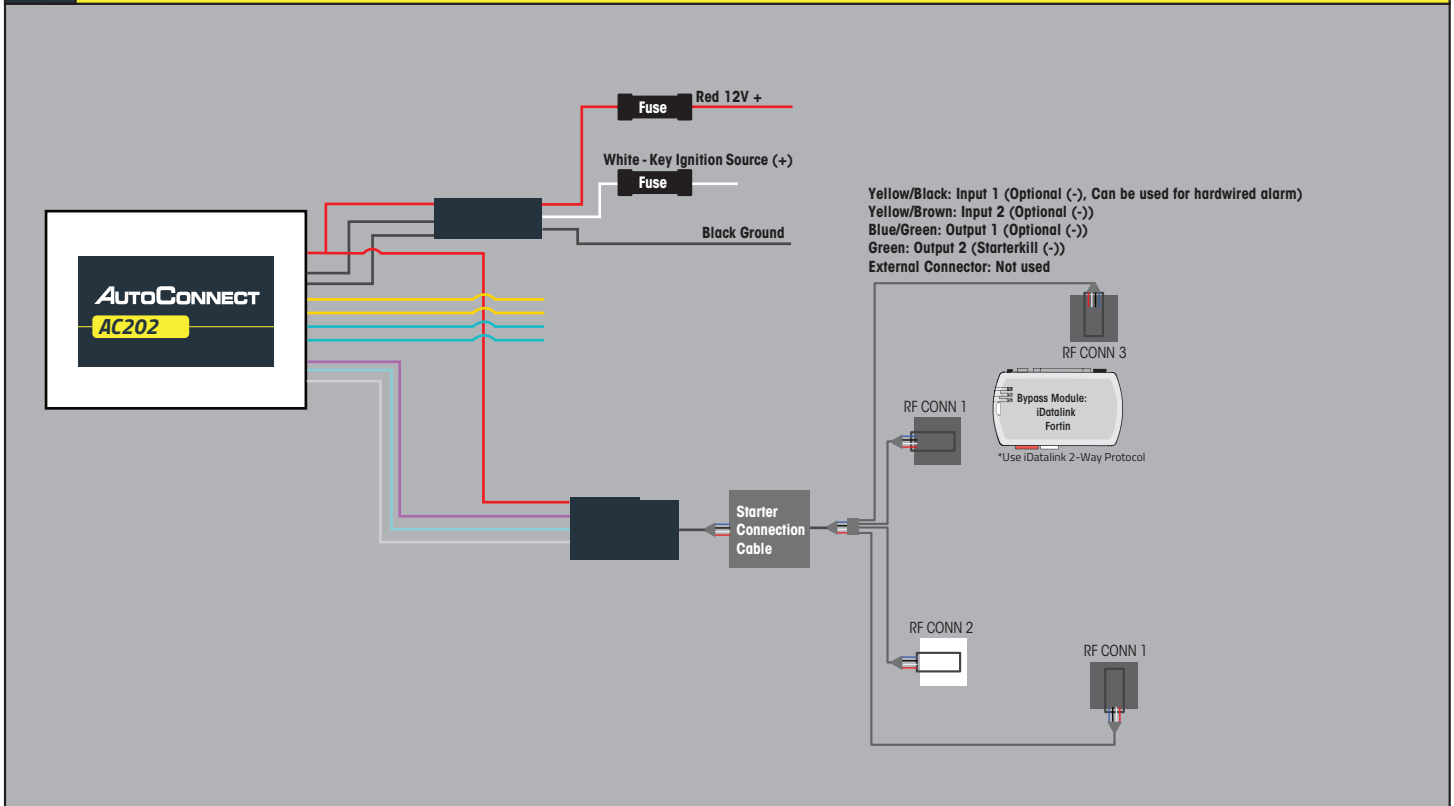 Fuse
Red 12V +
White - Key Ignition Source (+)
Fuse
Black Ground
AUTOCONNECT
AC202
Yellow/Black: Input 1 (Optional (-), Can be used for hardwired alarm)
Yellow/Brown: Input 2 (Optional (-))
Blue/Green: Output 1 (Optional (-))
Green: Output 2 (Starterkill (-))
External Connector: Not used
RF CONN 3
RF CONN 1
Bypass Module:
iDatalink
Fortin
*Use iDatalink 2-Way Protocol
Starter
Connection
Cable
RF CONN 2
RF CONN 1